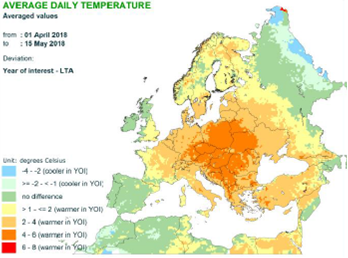 AVERAGE DAILY TEMPERATURE
Averaged values
from : 01 April 2018
to : 15 May 2018
Deviation:
Year of interest - LTA
Unit: degrees Celsius
-4 - -2 (cooler in YOI)
>= -2 - < -1 (cooler in YOI)
no difference
> 1 - <= 2 (warmer in YOI)
2 - 4 (warmer in YOI)
4 - 6 (warmer in YOI)
6 - 8 (warmer in YOI)